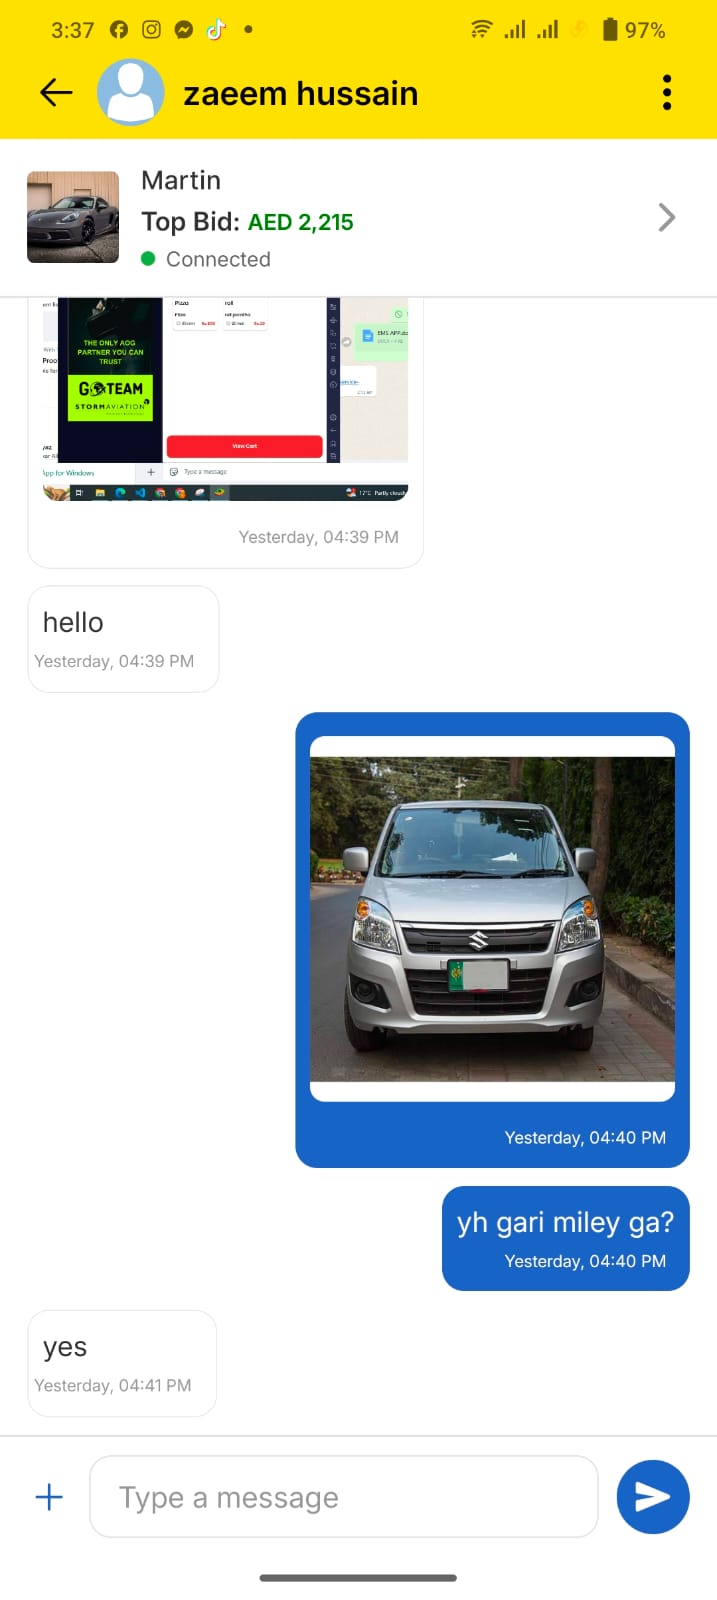 3:37
97%
zaeem hussain
Martin
Top Bid: AED 2,215
Connected
Pizza
roll
THE ONLY AOG
PARTNER YOU CAN
TRUST
GOTEAM
STORMAVIATION
View Cart
App for Windows
Type a message
17°C
Yesterday, 04:39 PM
hello
Yesterday, 04:39 PM
Yesterday, 04:40 PM
yh gari miley ga?
Yesterday, 04:40 PM
yes
Yesterday, 04:41 PM
Type a message